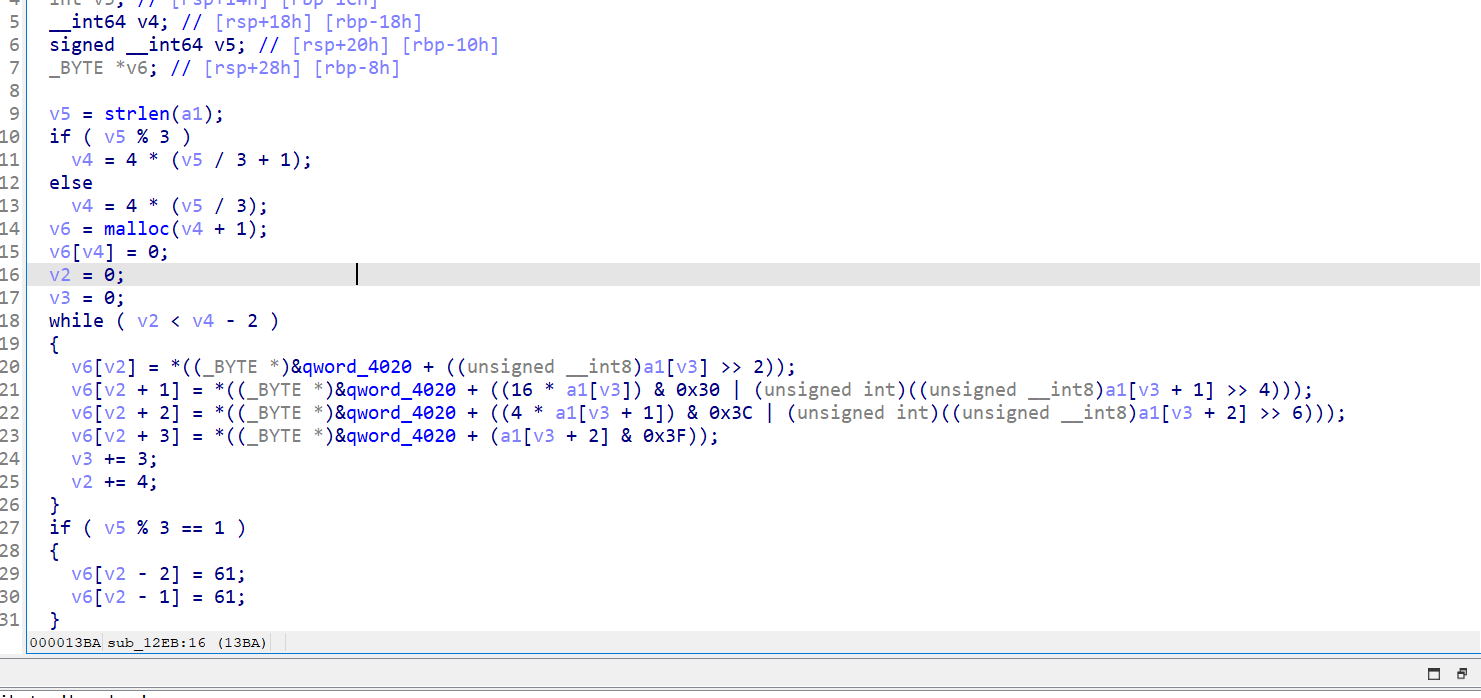 5 __int64 v4; // [rsp+18h] [rbp-18h]
6 signed __int64 v5; // [rsp+20h] [rbp-10h]
7 _BYTE *v6; // [rsp+28h] [rbp-8h]
8
9 v5 = strlen(a1);
10 if ( v5 % 3 )
11 v4 = 4 * (v5 / 3 + 1);
12 else
13 v4 = 4 * (v5 / 3);
14 v6 = malloc(v4 + 1);
15 v6[v4] = 0;
16 v2 = 0;
17 v3 = 0;
18 while ( v2 < v4 - 2 )
19 {
20 v6[v2] = *((_BYTE *)&qword_4020 + ((unsigned __int8)a1[v3] >> 2));
21 v6[v2 + 1] = *((_BYTE *)&qword_4020 + ((16 * a1[v3]) & 0x30 | (unsigned int)((unsigned __int8)a1[v3 + 1] >> 4)));
22 v6[v2 + 2] = *((_BYTE *)&qword_4020 + ((4 * a1[v3 + 1]) & 0x3C | (unsigned int)((unsigned __int8)a1[v3 + 2] >> 6)));
23 v6[v2 + 3] = *((_BYTE *)&qword_4020 + (a1[v3 + 2] & 0x3F));
24 v3 += 3;
25 v2 += 4;
26 }
27 if ( v5 % 3 == 1 )
28 {
29 v6[v2 - 2] = 61;
30 v6[v2 - 1] = 61;
31 }
000013BA sub_12EB:16 (13BA)